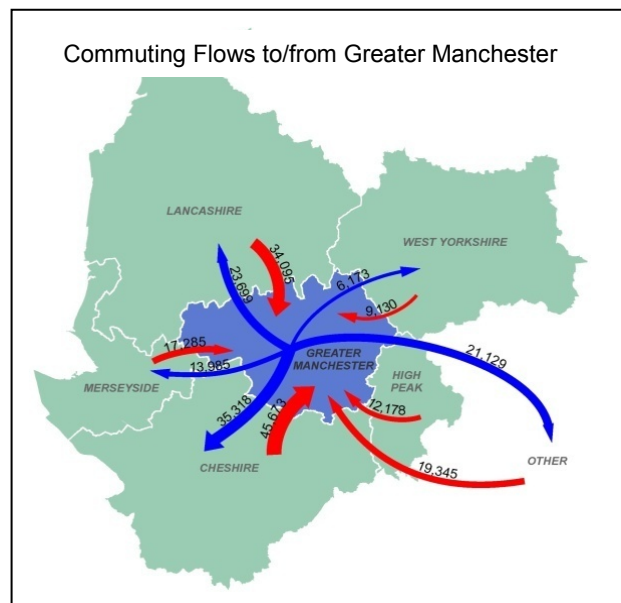 Commuting Flows to/from Greater Manchester
LANCASHIRE
WEST YORKSHIRE
34,095
23,699
6,173
9,130
17,285
13,985
MERSEYSIDE
GREATER
MANCHESTER
21,129
HIGH
PEAK
35,318
45,673
12,178
CHESHIRE
19,345
OTHER